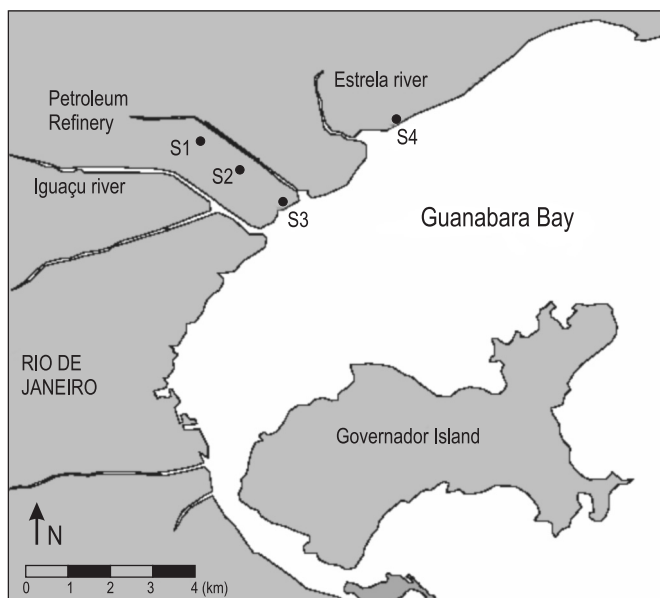 Estrela river
Petroleum
Refinery
S4
S1
S2
Iguaçu river
S3
Guanabara Bay
RIO DE
JANEIRO
Governador Island
N
0 1 2 3 4 (km)